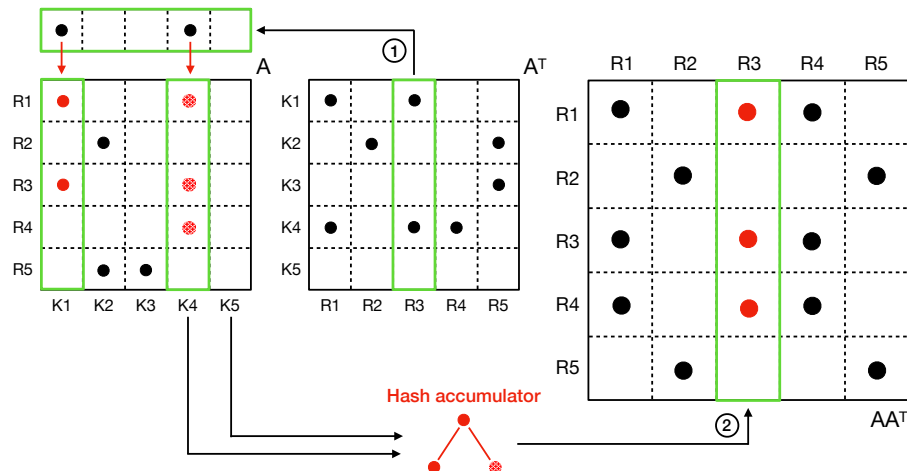 ①
A
R1
R2
R3
R4
R5
K1 K2 K3 K4 K5
Aᵀ
K1
K2
K3
K4
K5
R1 R2 R3 R4 R5
R1 R2 R3 R4 R5
R1
R2
R3
R4
R5
AAᵀ
Hash accumulator
②